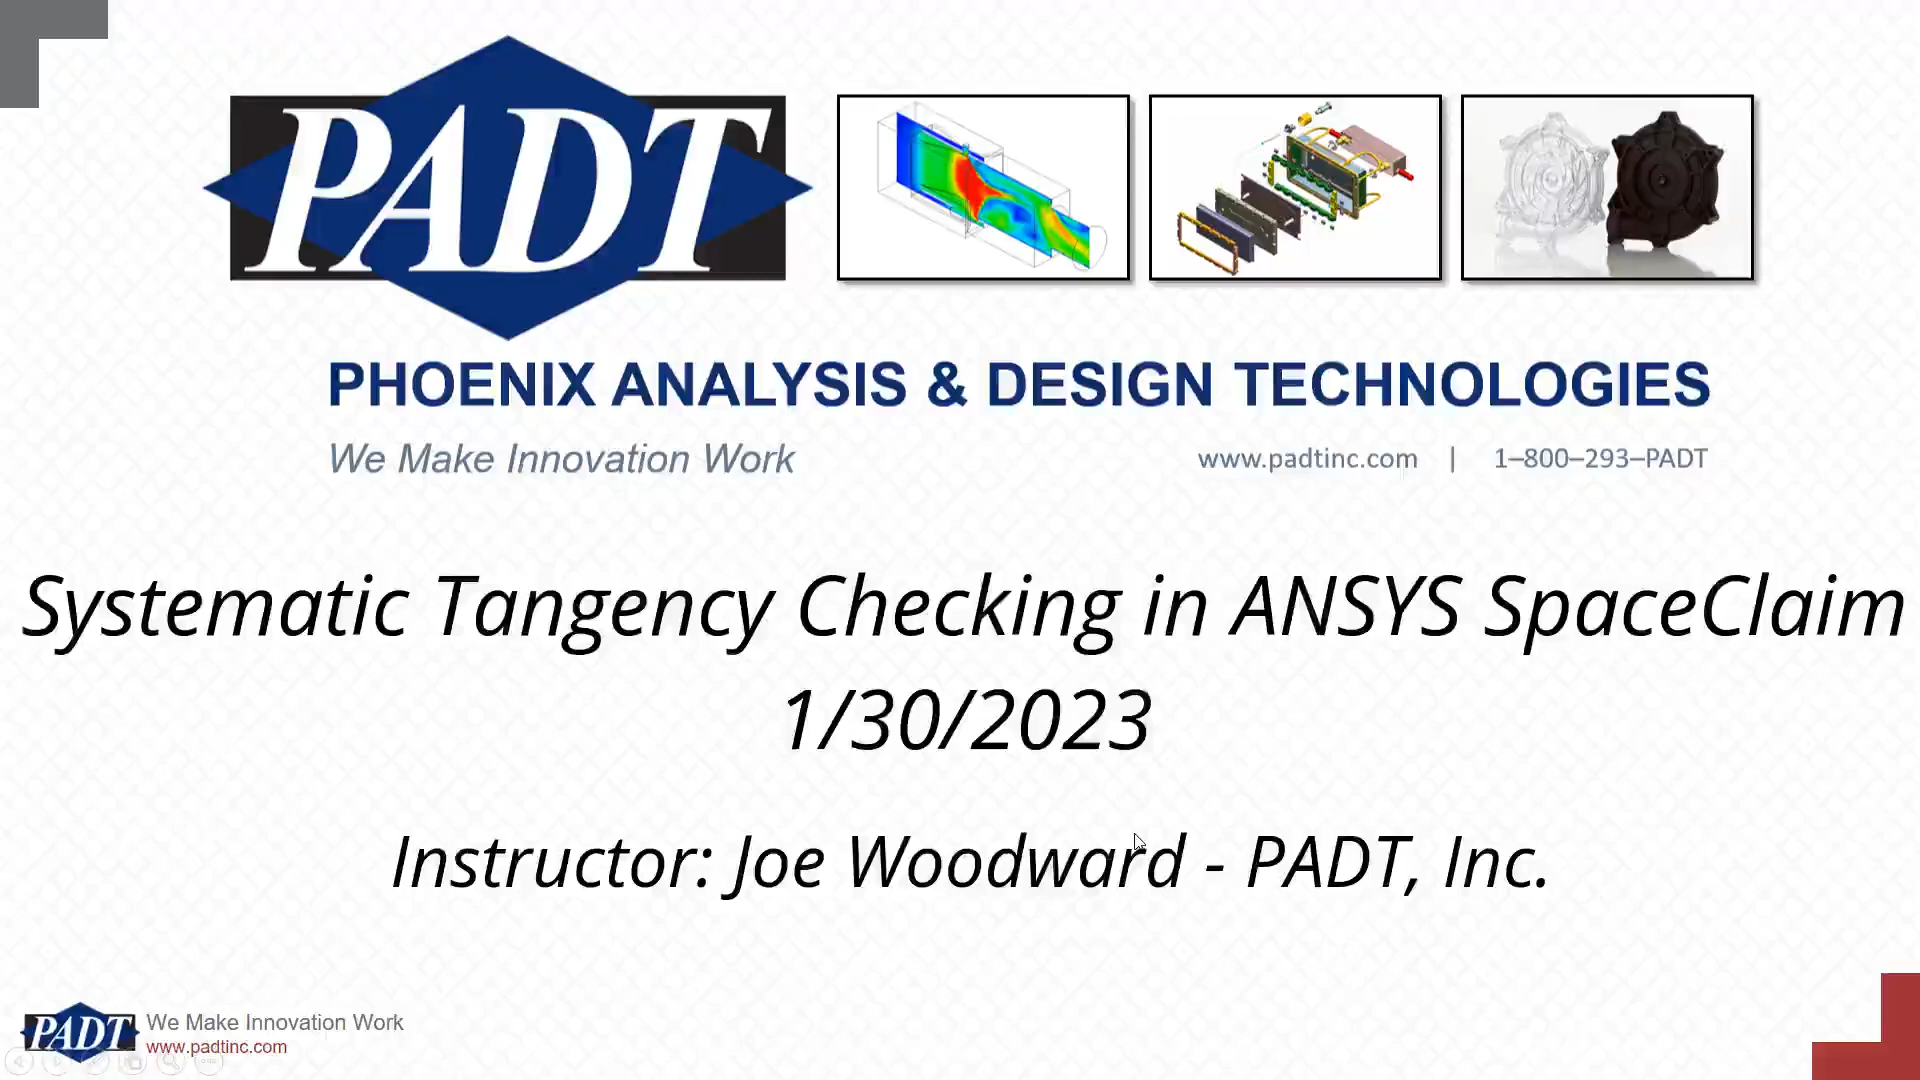 PADT
PHOENIX ANALYSIS & DESIGN TECHNOLOGIES
We Make Innovation Work
www.padtinc.com | 1–800–293–PADT
Systematic Tangency Checking in ANSYS SpaceClaim
1/30/2023
Instructor: Joe Woodward - PADT, Inc.
PADT
We Make Innovation Work
www.padtinc.com